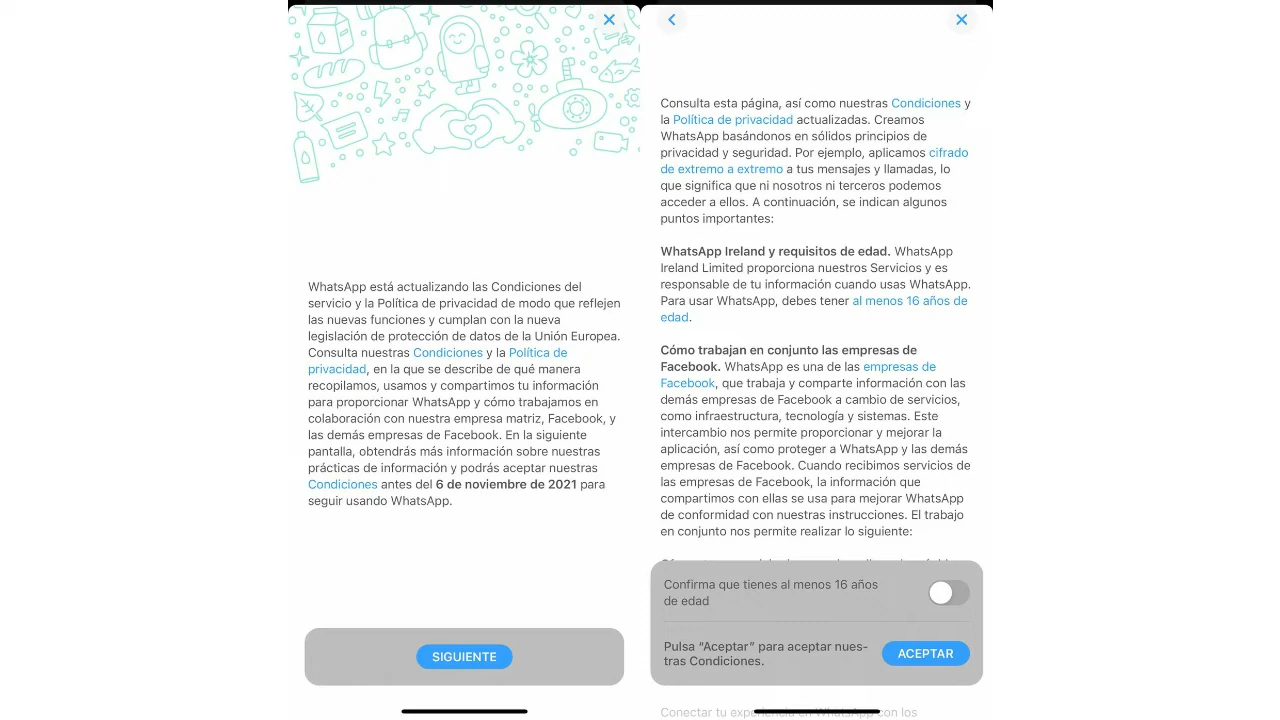 WhatsApp está actualizando las Condiciones del
servicio y la Política de privacidad de modo que reflejen
las nuevas funciones y cumplan con la nueva
legislación de protección de datos de la Unión Europea.
Consulta nuestras Condiciones y la Política de
privacidad, en la que se describe de qué manera
recopilamos, usamos y compartimos tu información
para proporcionar WhatsApp y cómo trabajamos en
colaboración con nuestra empresa matriz, Facebook, y
las demás empresas de Facebook. En la siguiente
pantalla, obtendrás más información sobre nuestras
prácticas de información y podrás aceptar nuestras
Condiciones antes del 6 de noviembre de 2021 para
seguir usando WhatsApp.
SIGUIENTE
Consulta esta página, así como nuestras Condiciones y
la Política de privacidad actualizadas. Creamos
WhatsApp basándonos en sólidos principios de
privacidad y seguridad. Por ejemplo, aplicamos cifrado
de extremo a extremo a tus mensajes y llamadas, lo
que significa que ni nosotros ni terceros podemos
acceder a ellos. A continuación, se indican algunos
puntos importantes:
WhatsApp Ireland y requisitos de edad. WhatsApp
Ireland Limited proporciona nuestros Servicios y es
responsable de tu información cuando usas WhatsApp.
Para usar WhatsApp, debes tener al menos 16 años de
edad.
Cómo trabajan en conjunto las empresas de
Facebook. WhatsApp es una de las empresas de
Facebook, que trabaja y comparte información con las
demás empresas de Facebook a cambio de servicios,
como infraestructura, tecnología y sistemas. Este
intercambio nos permite proporcionar y mejorar la
aplicación, así como proteger a WhatsApp y las demás
empresas de Facebook. Cuando recibimos servicios de
las empresas de Facebook, la información que
compartimos con ellas se usa para mejorar WhatsApp
de conformidad con nuestras instrucciones. El trabajo
en conjunto nos permite realizar lo siguiente:
Confirma que tienes al menos 16 años
de edad
Pulsa “Aceptar” para aceptar nues-
tras Condiciones.
ACEPTAR
Conectar tu experiencia en WhatsApp con los